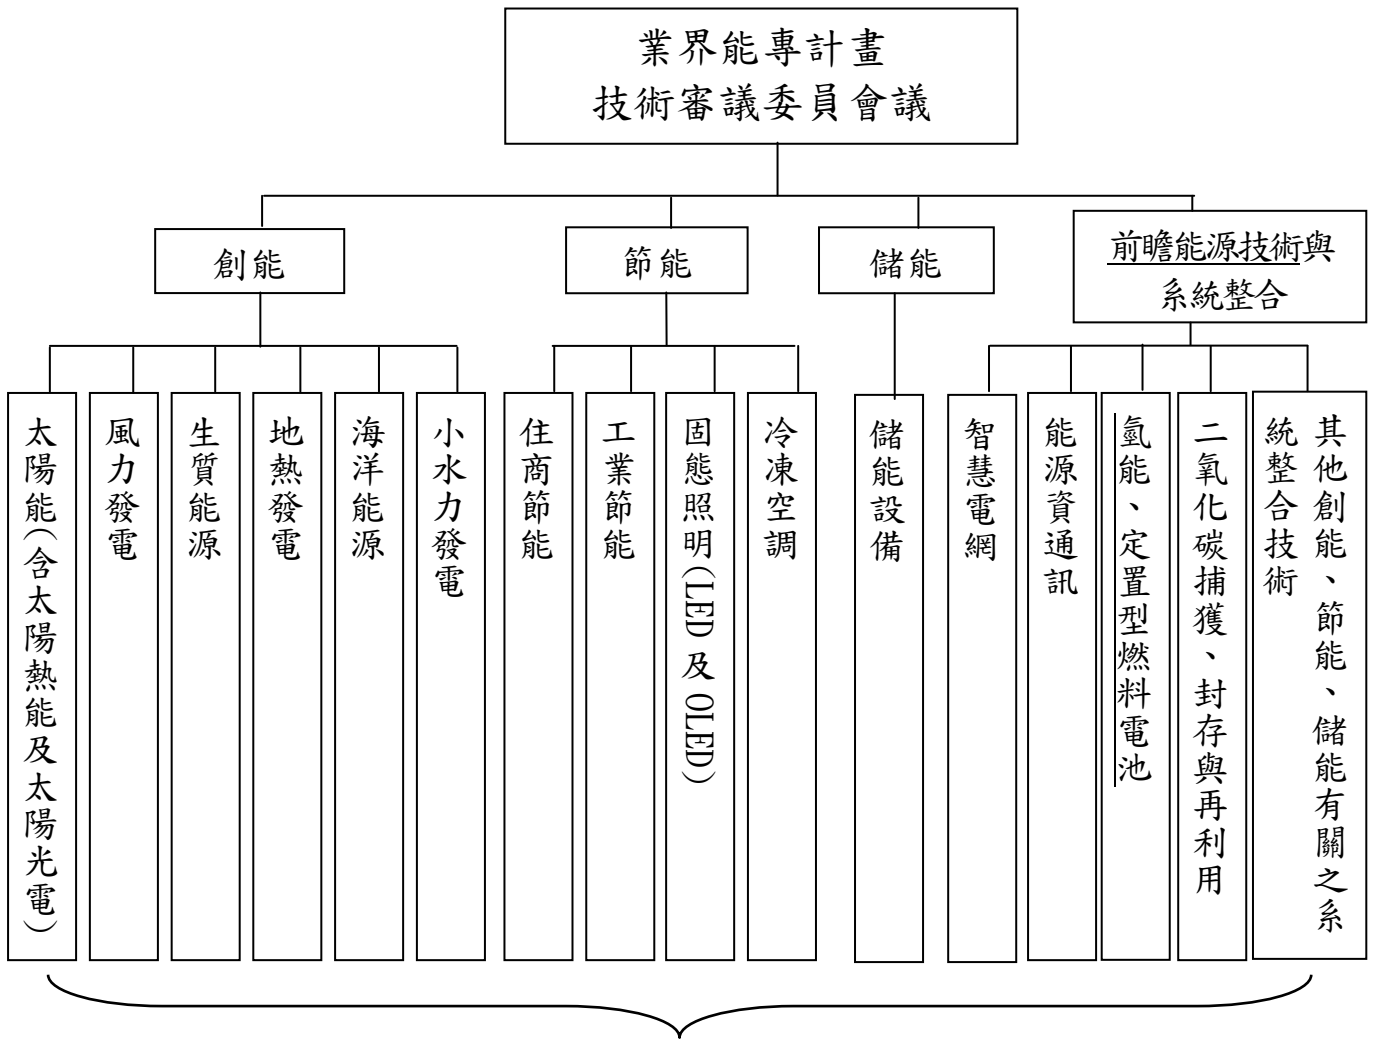 業界能專計畫
技術審議委員會議
創能
節能
儲能
前瞻能源技術與
系統整合
太陽能(含太陽熱能及太陽光電)
風力發電
生質能源
地熱發電
海洋能源
小水力發電
住商節能
工業節能
固態照明(LED 及 OLED)
冷凍空調
儲能設備
智慧電網
能源資通訊
氫能、定置型燃料電池
二氧化碳捕獲、封存與再利用
其他創能、節能、儲能有關之系
統整合技術